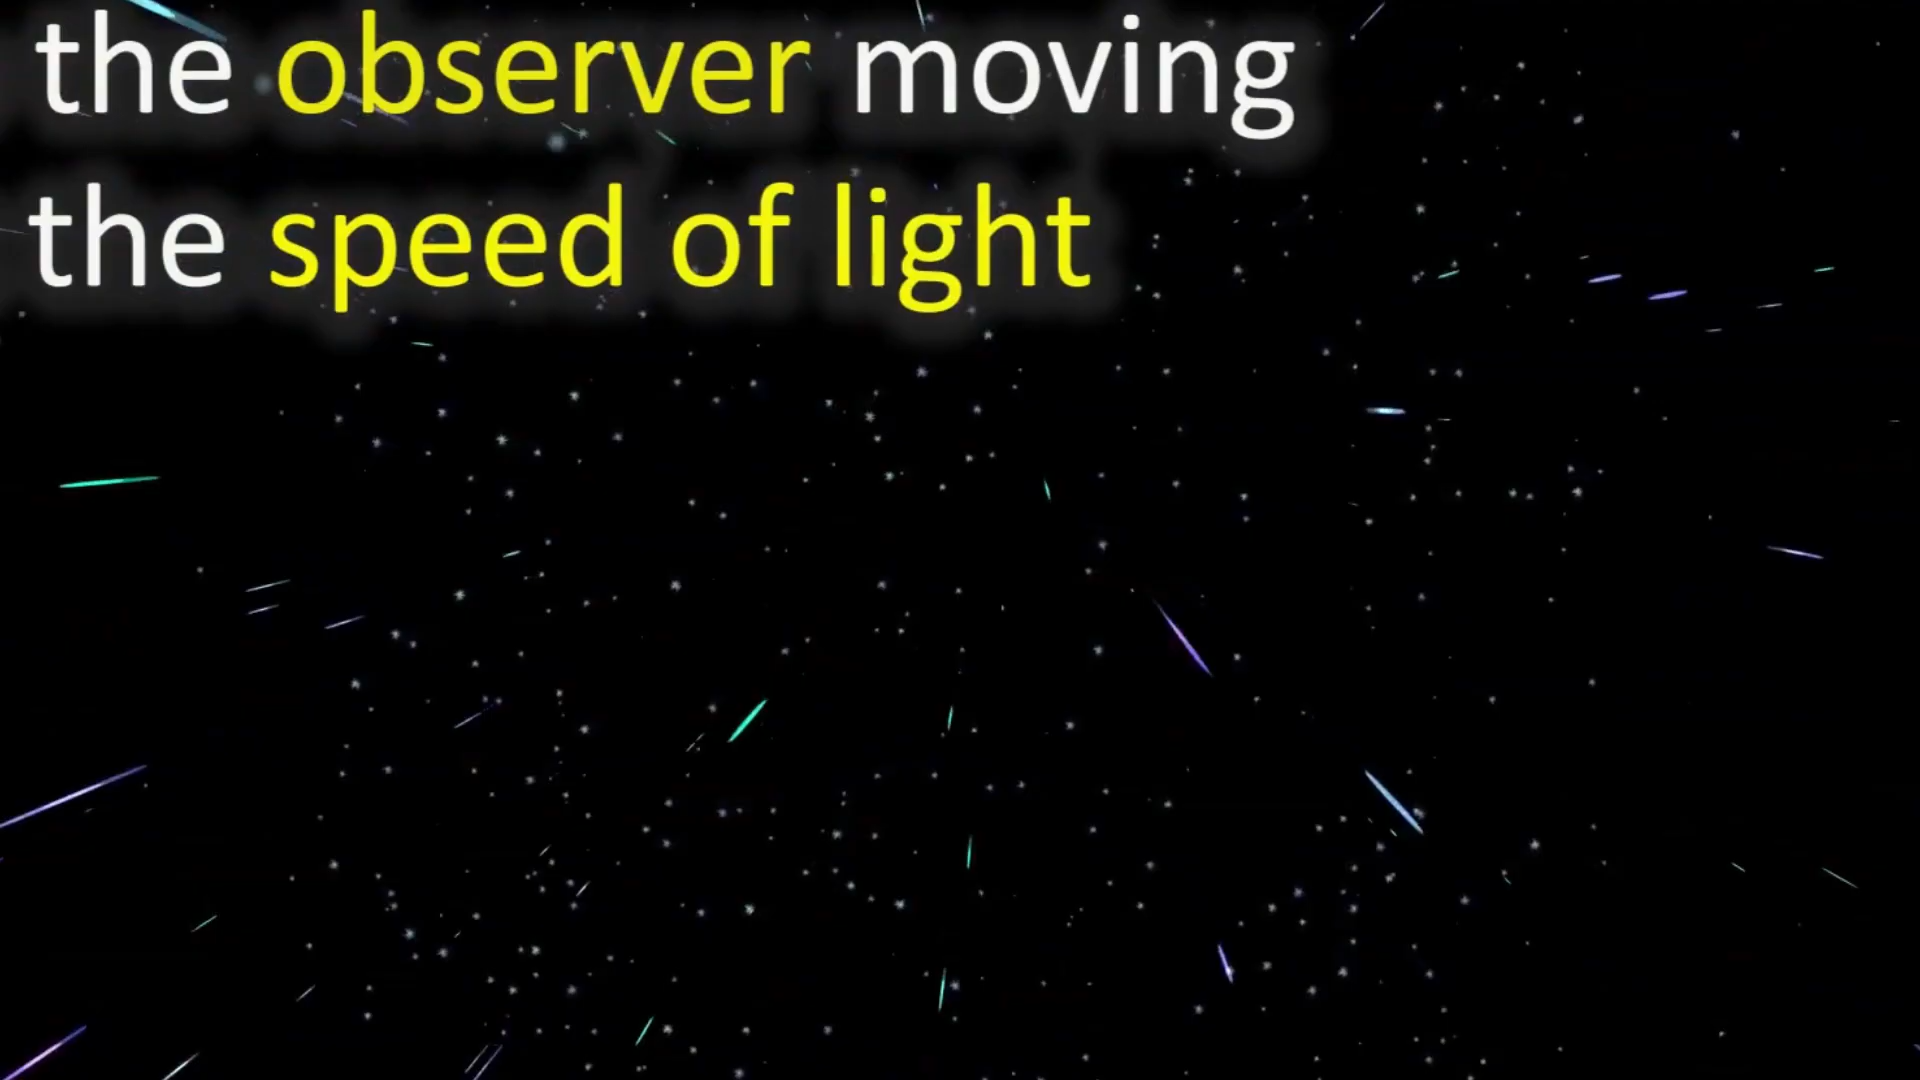 the observer moving
the speed of light